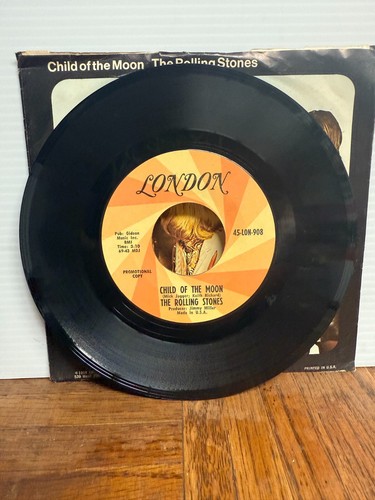 Child of the Moon The Rolling Stones
LONDON
Pub. Gideon
Music Inc.
BMI
Time: 3:10
45-LON-908
PROMOTIONAL
COPY
CHILD OF THE MOON
(Mick Jagger, Keith Richard)
THE ROLLING STONES
Producer: Jimmy Miller
Made in U.S.A.
PRINTED IN U.S.A.